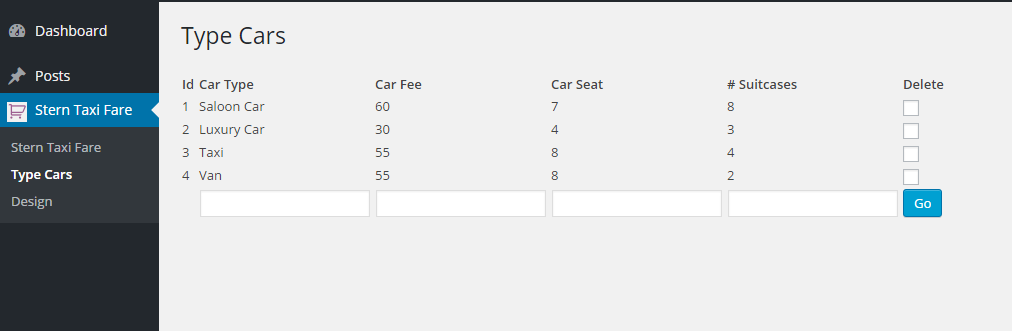 Dashboard
Posts
Stern Taxi Fare
Stern Taxi Fare
Type Cars
Design
Type Cars
Id Car Type Car Fee Car Seat # Suitcases Delete
1 Saloon Car 60 7 8
2 Luxury Car 30 4 3
3 Taxi 55 8 4
4 Van 55 8 2
Go